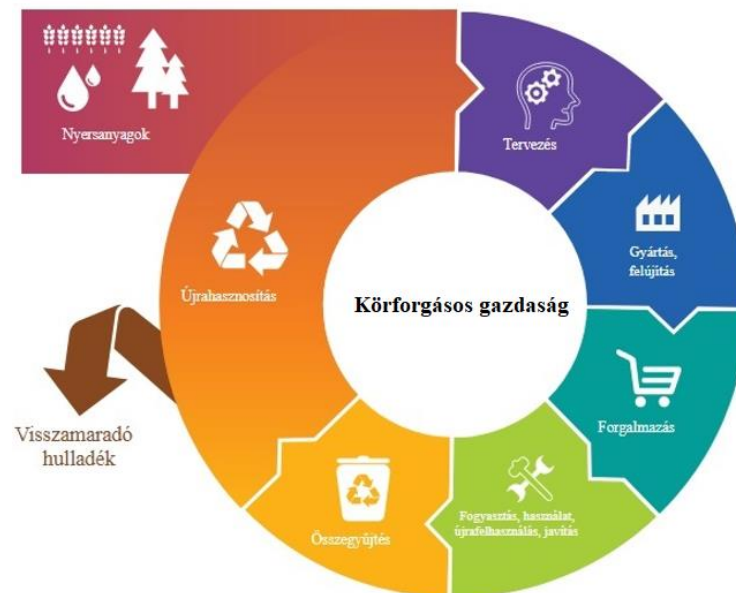 Nyersanyagok
Tervezés
Gyártás,
felújítás
Újrahasznosítás
Körforgásos gazdaság
Forgalmazás
Visszamaradó
hulladék
Fogyasztás, használat,
újrafelhasználás, javítás
Összegyűjtés